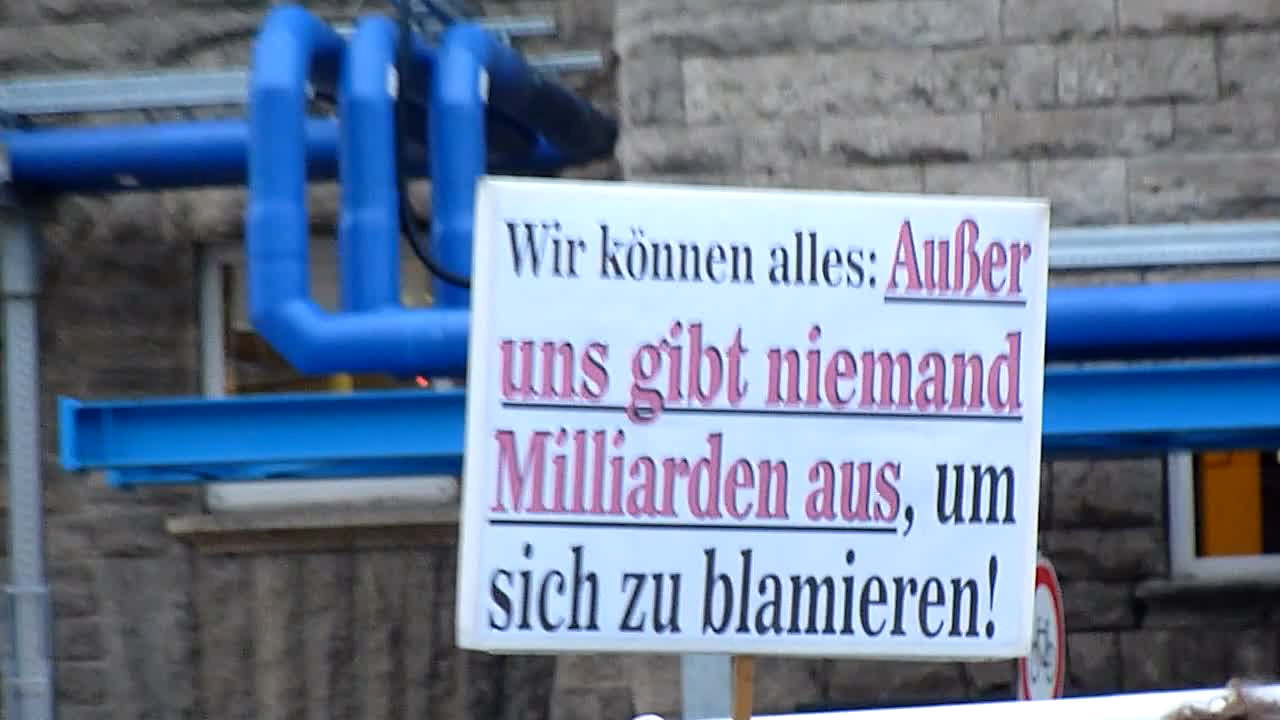 Wir können alles: Außer
uns gibt niemand
Milliarden aus, um
sich zu blamieren!